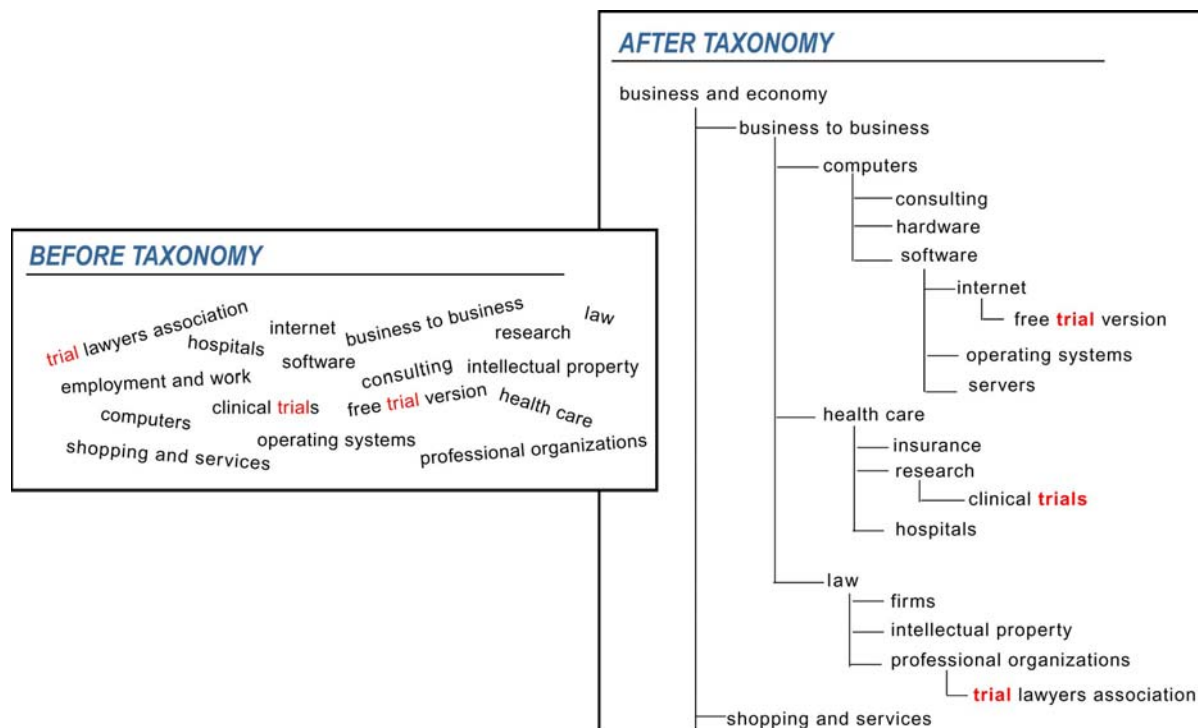 AFTER TAXONOMY
business and economy
business to business
computers
consulting
hardware
software
internet
free trial version
operating systems
servers
health care
insurance
research
clinical trials
hospitals
law
firms
intellectual property
professional organizations
trial lawyers association
shopping and services
BEFORE TAXONOMY
trial lawyers association
internet
business to business
law
hospitals
research
software
employment and work
consulting
intellectual property
computers
clinical trials
free trial version
health care
operating systems
shopping and services
professional organizations